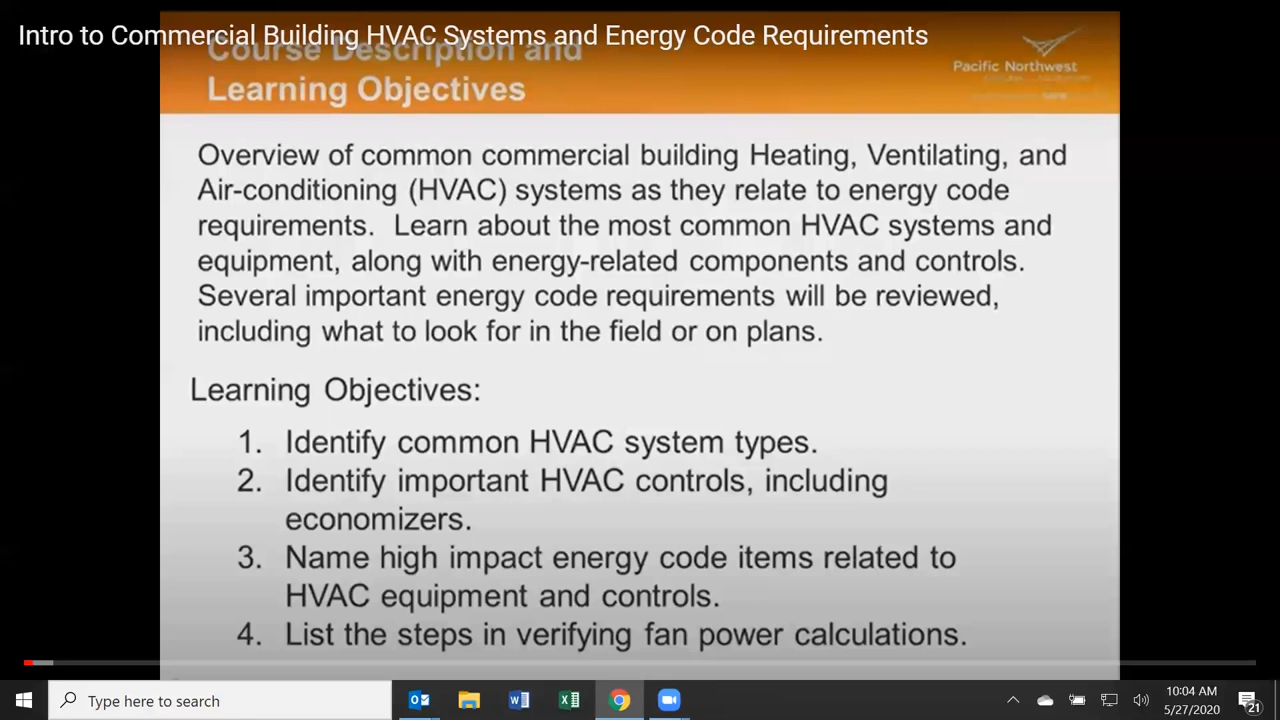 Intro to Commercial Building HVAC Systems and Energy Code Requirements
Course Description and
Learning Objectives
Pacific Northwest
Overview of common commercial building Heating, Ventilating, and
Air-conditioning (HVAC) systems as they relate to energy code
requirements. Learn about the most common HVAC systems and
equipment, along with energy-related components and controls.
Several important energy code requirements will be reviewed,
including what to look for in the field or on plans.
Learning Objectives:
1. Identify common HVAC system types.
2. Identify important HVAC controls, including
economizers.
3. Name high impact energy code items related to
HVAC equipment and controls.
4. List the steps in verifying fan power calculations.
Type here to search
10:04 AM
5/27/2020
21